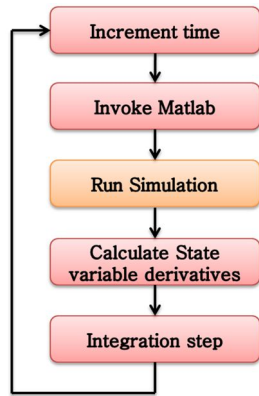 Increment time
Invoke Matlab
Run Simulation
Calculate State
variable derivatives
Integration step